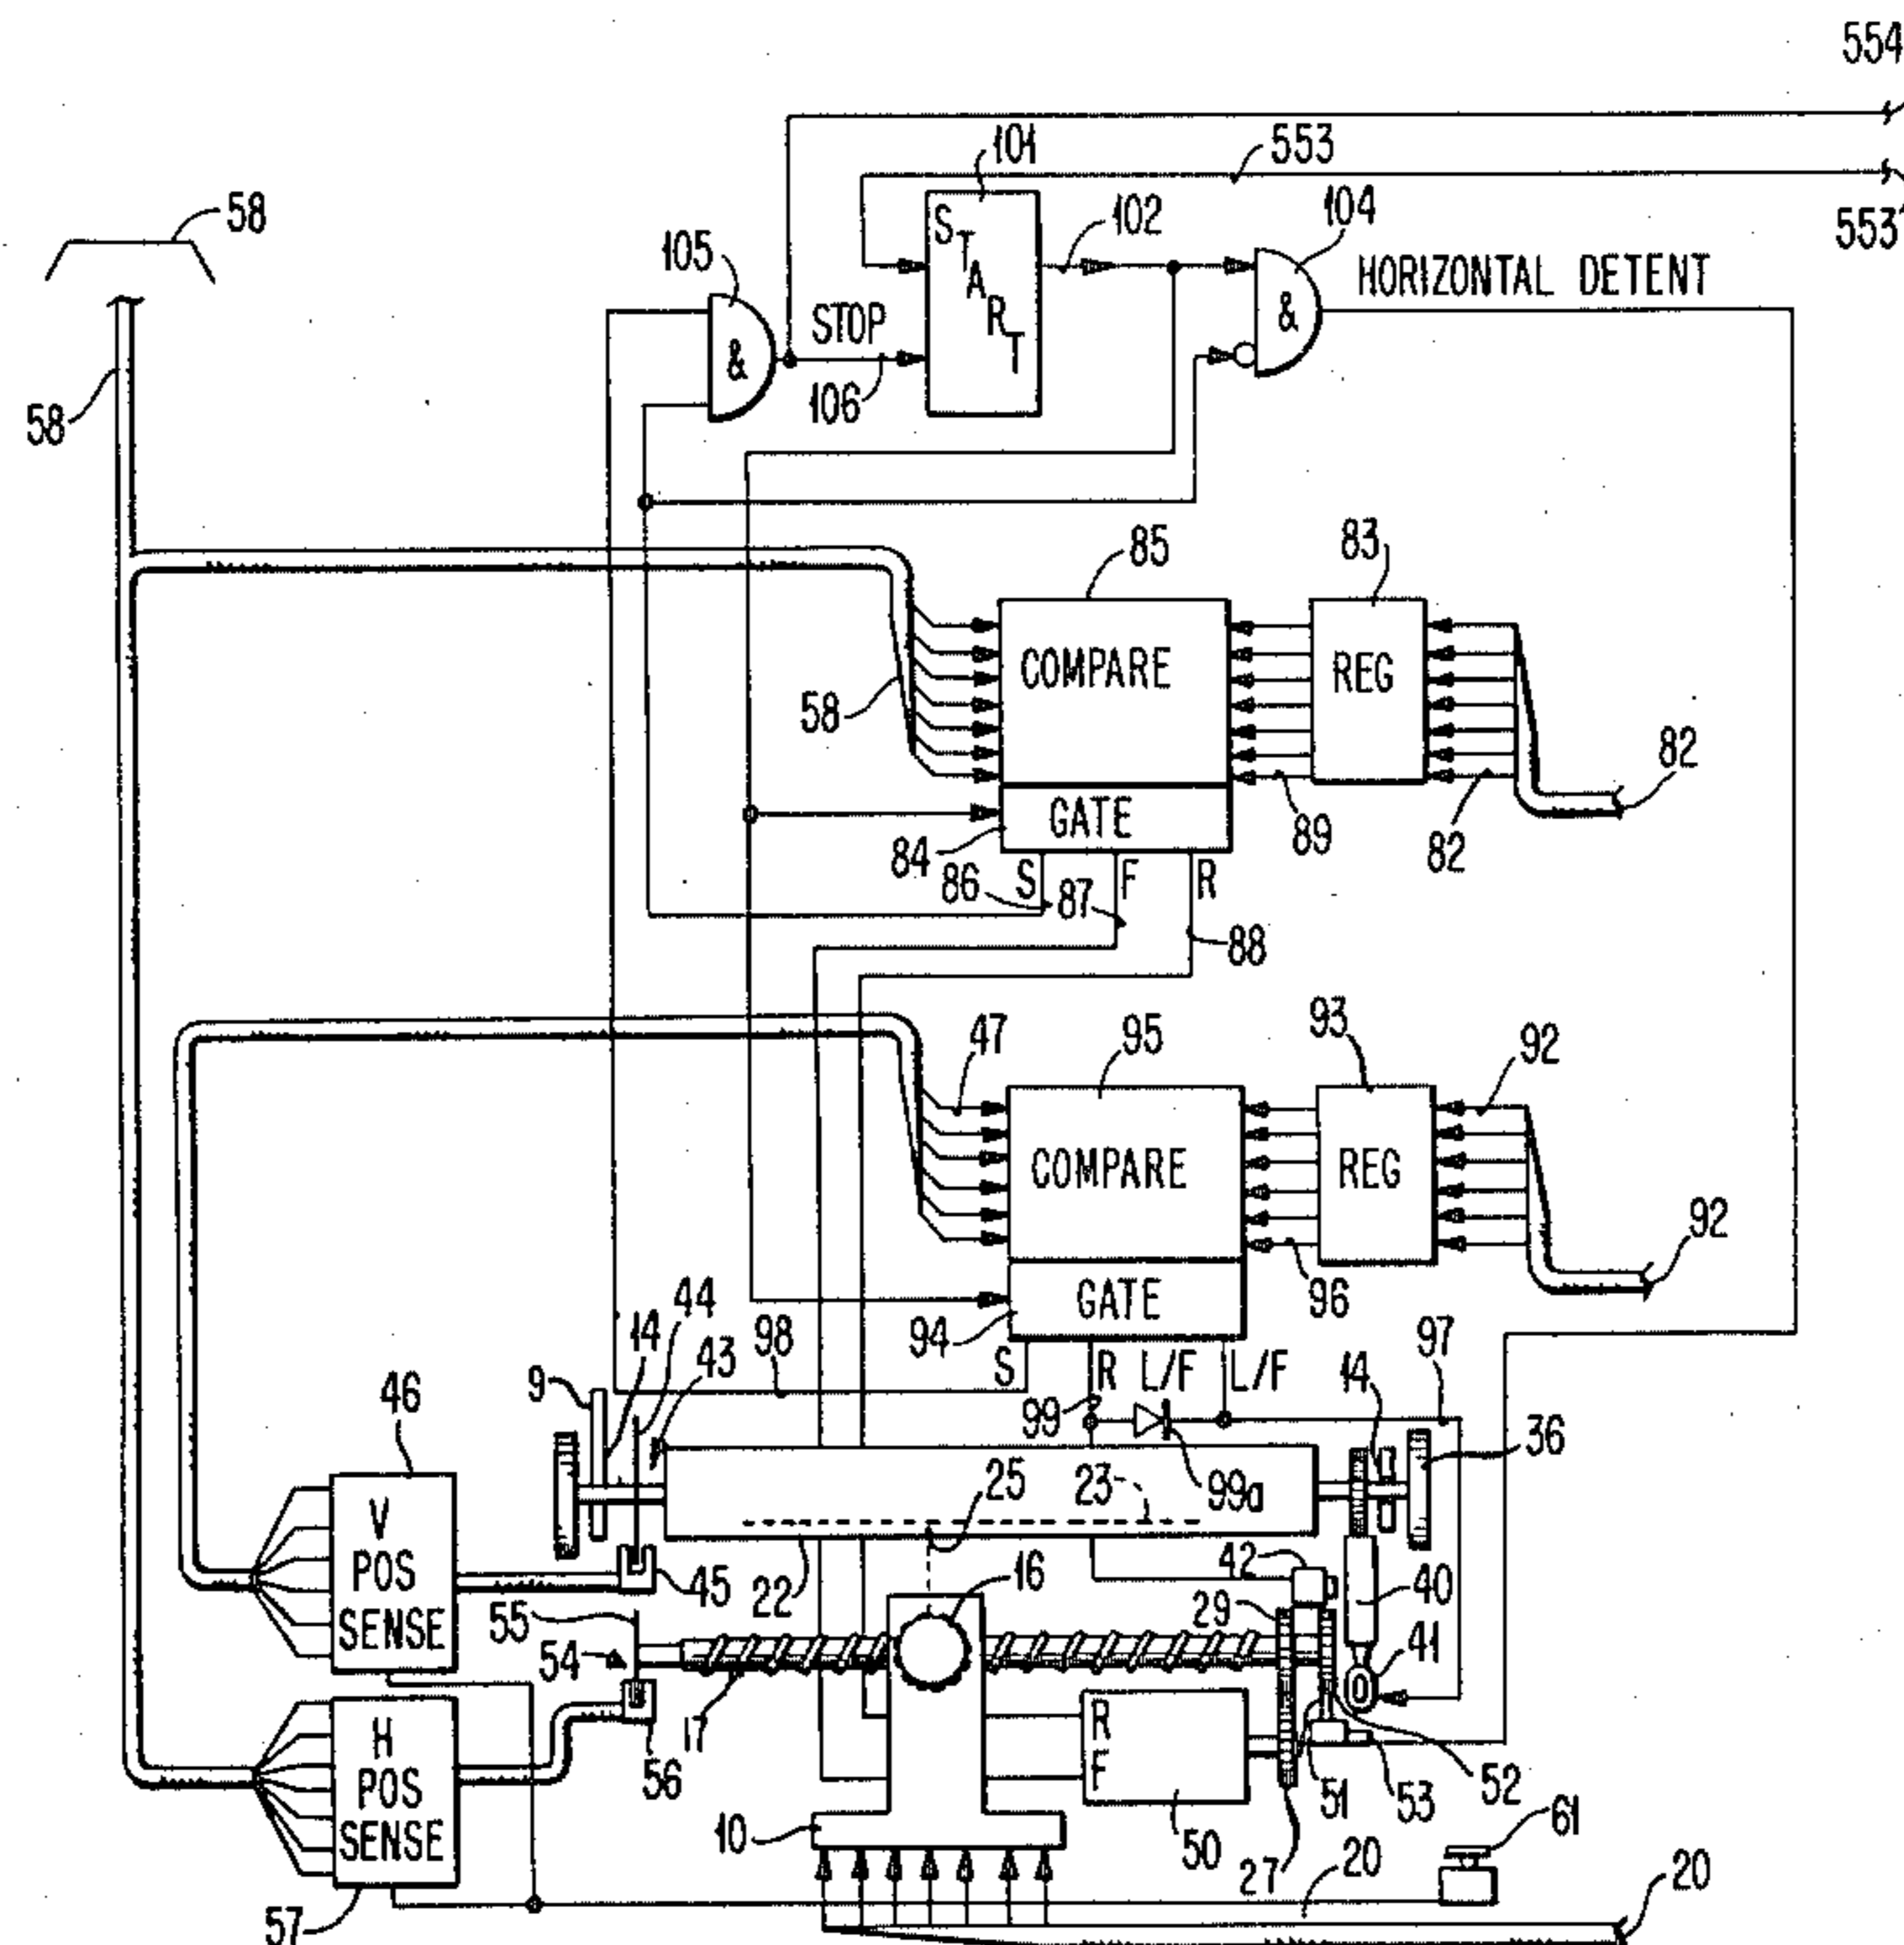 554
101
553
104
553
58
105
102
HORIZONTAL DETENT
START
&
&
STOP
106
58
85
83
COMPARE
REG
58
82
GATE
84
89
82
S
F
R
86
87
88
47
95
93
92
COMPARE
REG
92
GATE
96
94
98
44
14
43
9
S
R
L/F
L/F
97
14
46
99
36
25
23
99a
V POS SENSE
45
22
16
42
29
40
55
54
41
17
56
H POS SENSE
R
F
50
51
53
52
61
10
27
20
20
57